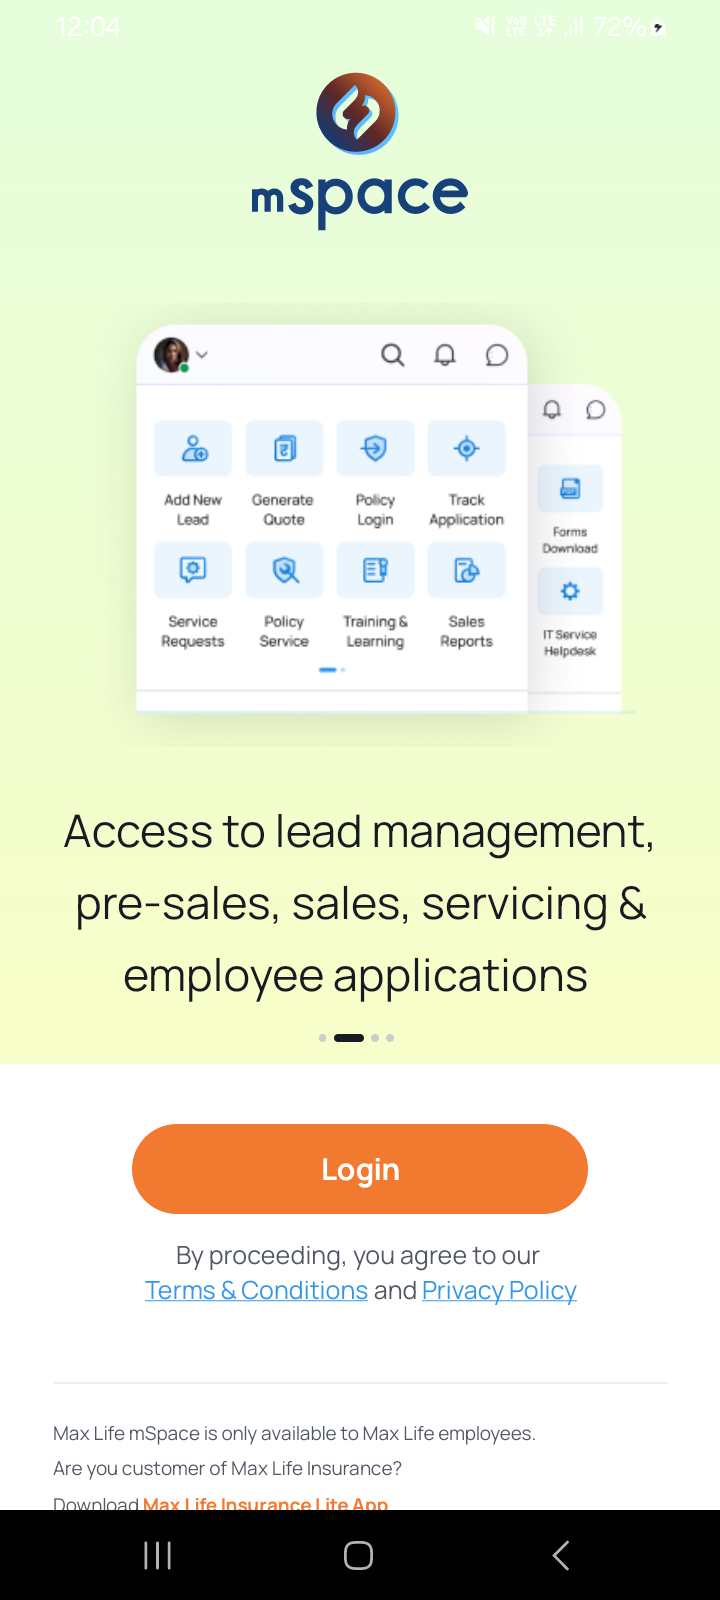 12:04
Voo LTE
LTE
72%
mspace
Add New Lead
Generate Quote
Policy Login
Track Application
Forms Download
Service Requests
Policy Service
Training & Learning
Sales Reports
IT Service Helpdesk
Access to lead management,
pre-sales, sales, servicing &
employee applications
Login
By proceeding, you agree to our
Terms & Conditions and Privacy Policy
Max Life mSpace is only available to Max Life employees.
Are you customer of Max Life Insurance?
Download Max Life Insurance Lite App